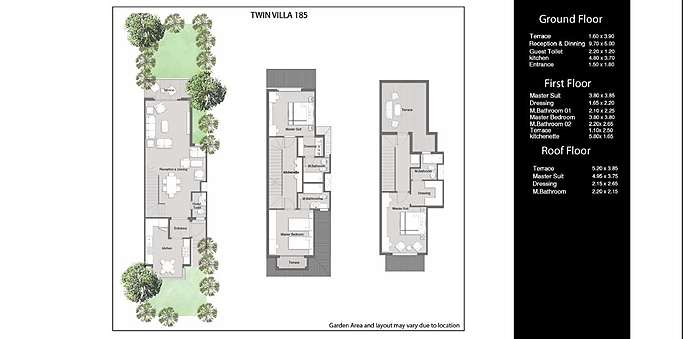 TWIN VILLA 185
Terrace
Reception & Dinning
Guest
Toilet
Entrance
kitchen
Master Suit
Dressing
M.Bathroom
kitchenette
M.Bathroom
Master Bedroom
Terrace
Terrace
M.Bathroom
Dressing
Master Suit
Garden Area and layout may vary due to location
Ground Floor
Terrace 1.60 x 3.90
Reception & Dinning 9.70 x 5.00
Guest Toilet 2.20 x 1.20
kitchen 4.80 x 3.70
Entrance 1.50 x 1.80
First Floor
Master Suit 3.80 x 3.85
Dressing 1.65 x 2.20
M.Bathroom 01 2.10 x 2.25
Master Bedroom 3.80 x 3.80
M.Bathroom 02 2.20x 2.65
Terrace 1.10x 2.50
kitchenette 5.80x 1.65
Roof Floor
Terrace 5.20 x 3.85
Master Suit 4.95 x 3.75
Dressing 2.15 x 2.65
M.Bathroom 2.20 x 2.15